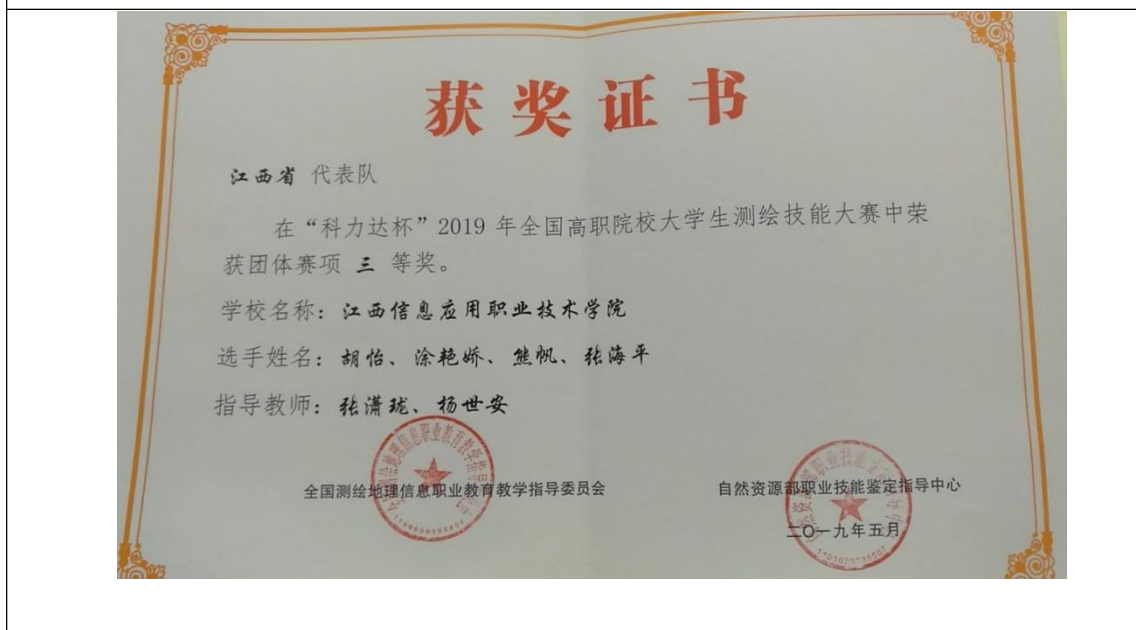 获奖证书
江西省 代表队
在“科力达杯”2019 年全国高职院校大学生测绘技能大赛中荣
获团体赛项 三 等奖。
学校名称：江西信息应用职业技术学院
选手姓名：胡怡、涂艳娇、熊帆、张海平
指导教师：张潇珑、杨世安
全国测绘地理信息职业教育教学指导委员会
自然资源部职业技能鉴定指导中心
二〇一九年五月